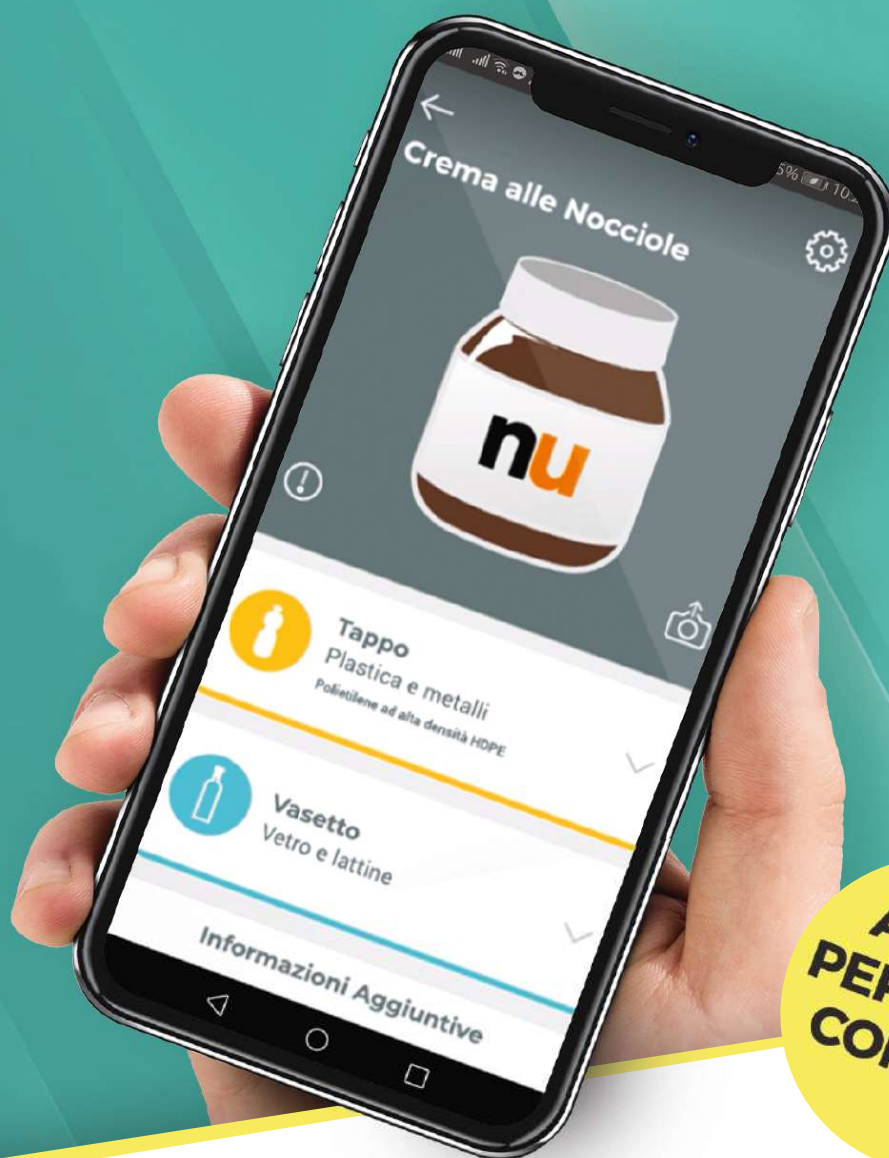 Crema alle Nocciole
nu
Tappo
Plastica e metalli
Polietilene ad alta densità HDPE
Vasetto
Vetro e lattine
Informazioni Aggiuntive